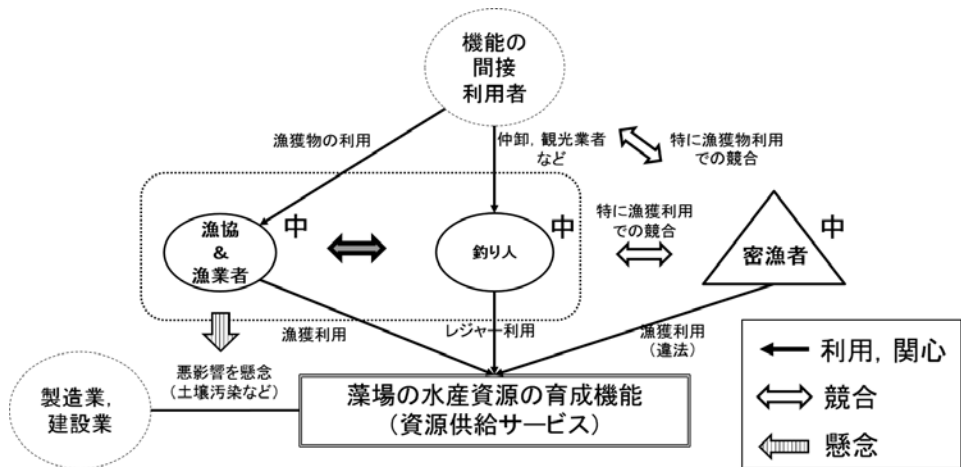 機能の
間接
利用者
漁獲物の利用
仲卸，観光業者
など
特に漁獲物利用
での競合
漁協
&
漁業者
中
釣り人
中
特に漁獲利用
での競合
密漁者
中
漁獲利用
レジャー利用
漁獲利用
（違法）
悪影響を懸念
（土壌汚染など）
製造業，
建設業
藻場の水産資源の育成機能
（資源供給サービス）
利用，関心
競合
懸念